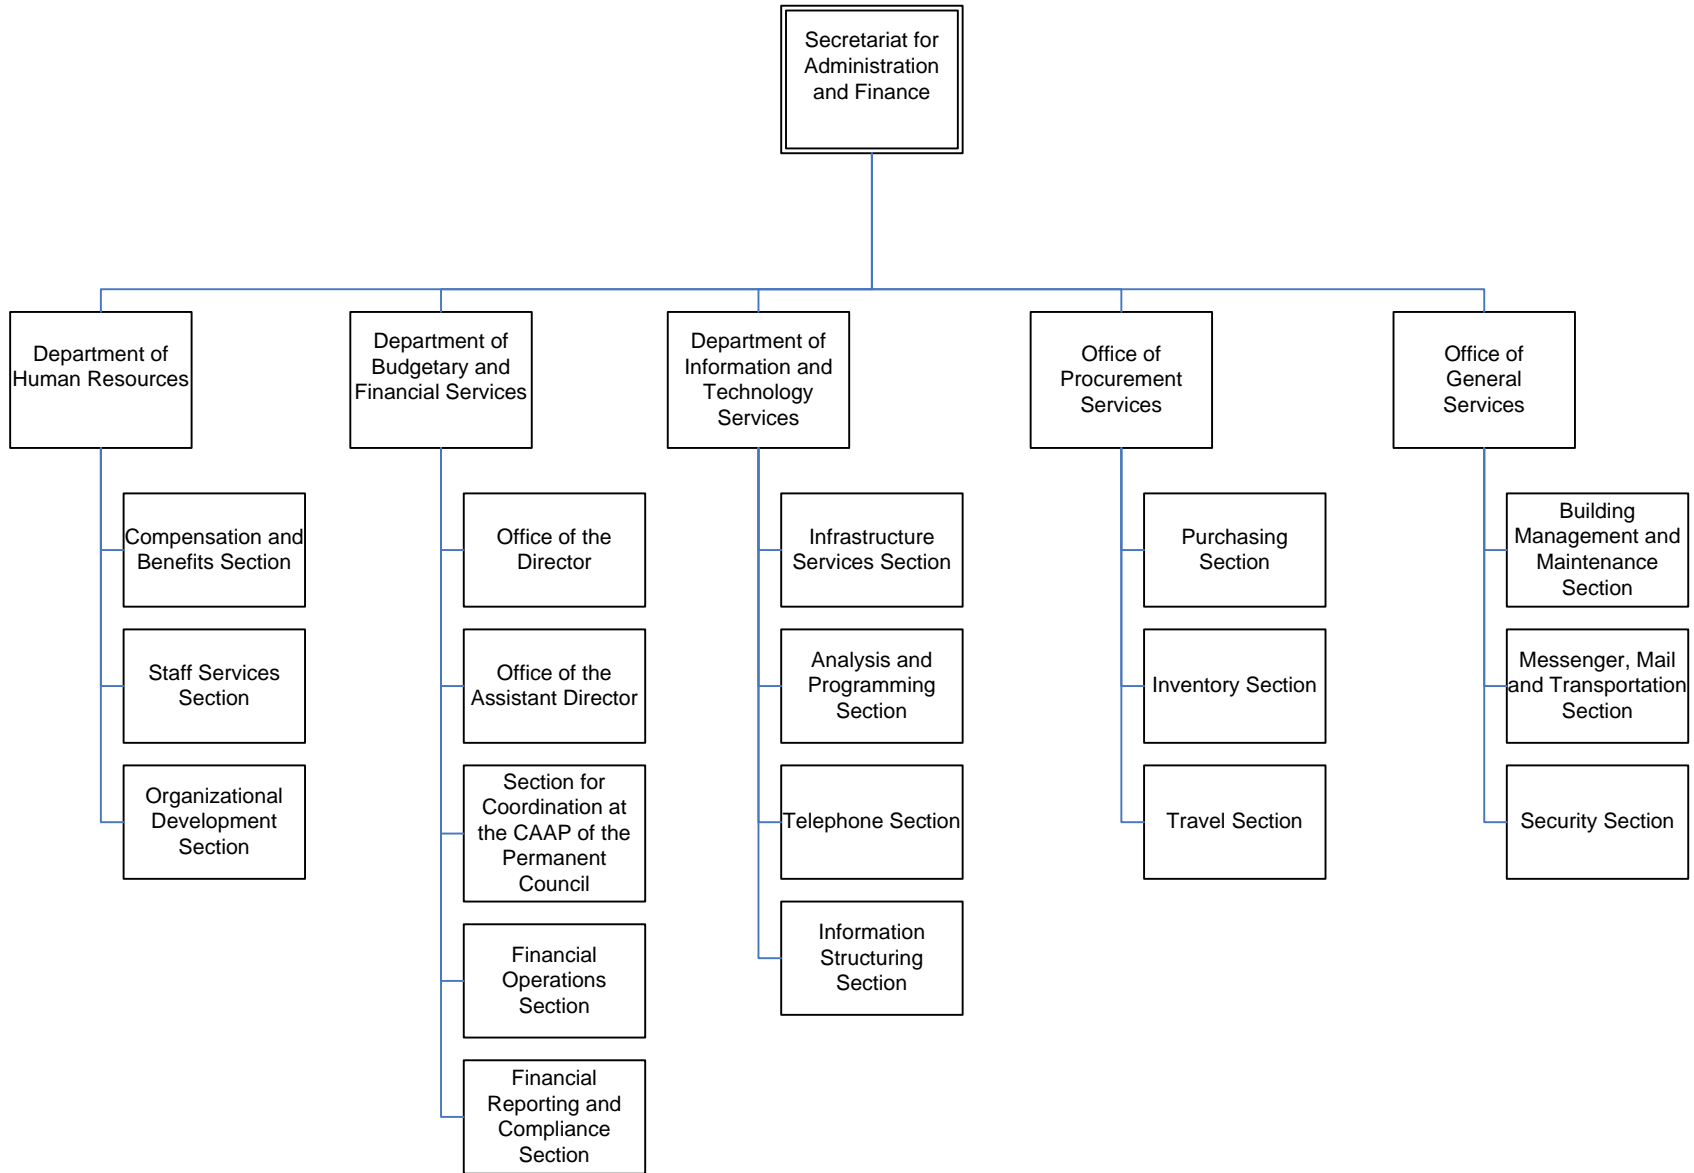 Secretariat for
Administration
and Finance
Department of
Human Resources
Department of
Budgetary and
Financial Services
Department of
Information and
Technology
Services
Office of
Procurement
Services
Office of
General
Services
Compensation and
Benefits Section
Staff Services
Section
Organizational
Development
Section
Office of the
Director
Office of the
Assistant Director
Section for
Coordination at
the CAAP of the
Permanent
Council
Financial
Operations
Section
Financial
Reporting and
Compliance
Section
Infrastructure
Services Section
Analysis and
Programming
Section
Telephone Section
Information
Structuring
Section
Purchasing
Section
Inventory Section
Travel Section
Building
Management and
Maintenance
Section
Messenger, Mail
and Transportation
Section
Security Section